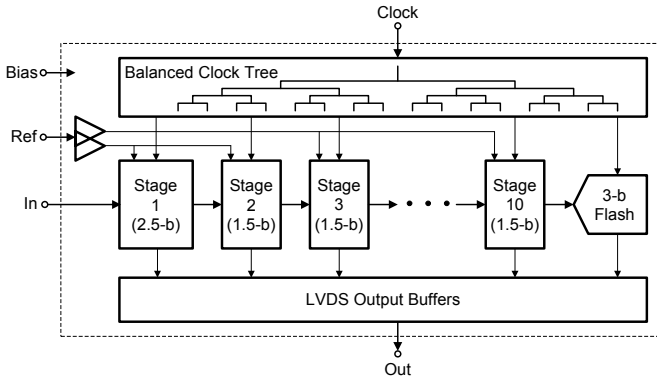 Clock
Bias
Balanced Clock Tree
Ref
In
Stage
1
(2.5-b)
Stage
2
(1.5-b)
Stage
3
(1.5-b)
Stage
10
(1.5-b)
3-b
Flash
LVDS Output Buffers
Out